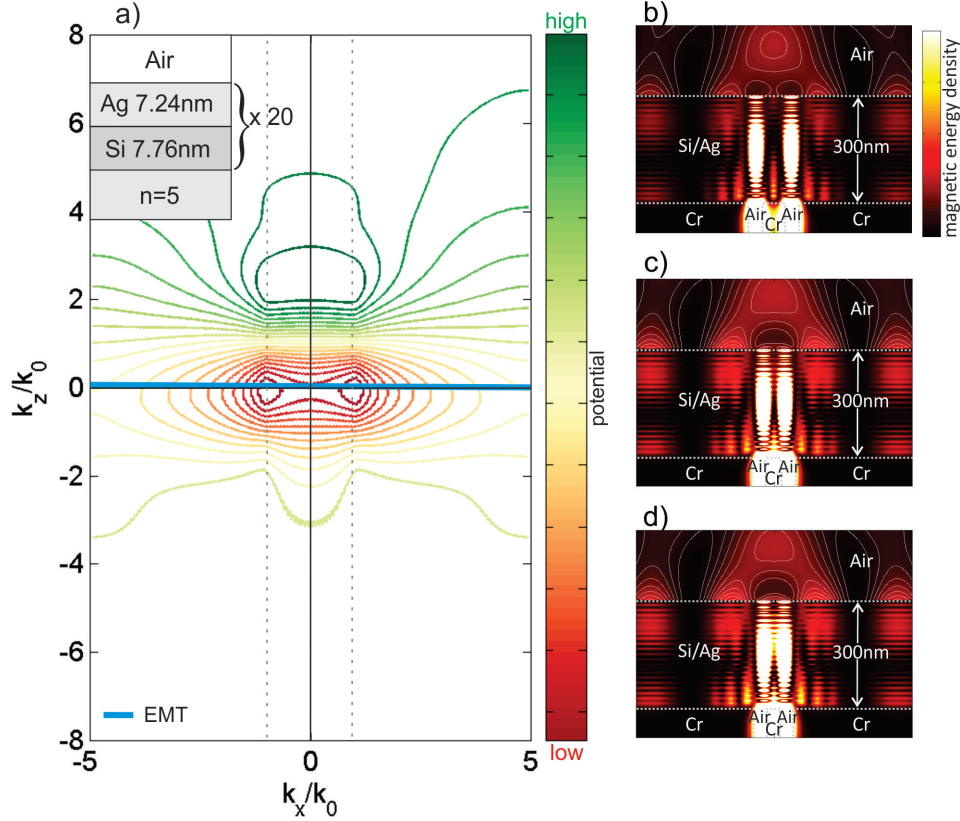 a)
8
6
4
2
0
-2
-4
-6
-8
k_z/k_0
-5
0
5
k_x/k_0
Air
Ag 7.24nm
Si 7.76nm
x 20
n=5
EMT
high
potential
low
b)
Air
Si/Ag
300nm
Cr
Air
Cr
Air
Cr
magnetic energy density
c)
Air
Si/Ag
300nm
Cr
Air
Cr
Air
Cr
d)
Air
Si/Ag
300nm
Cr
Air
Cr
Air
Cr